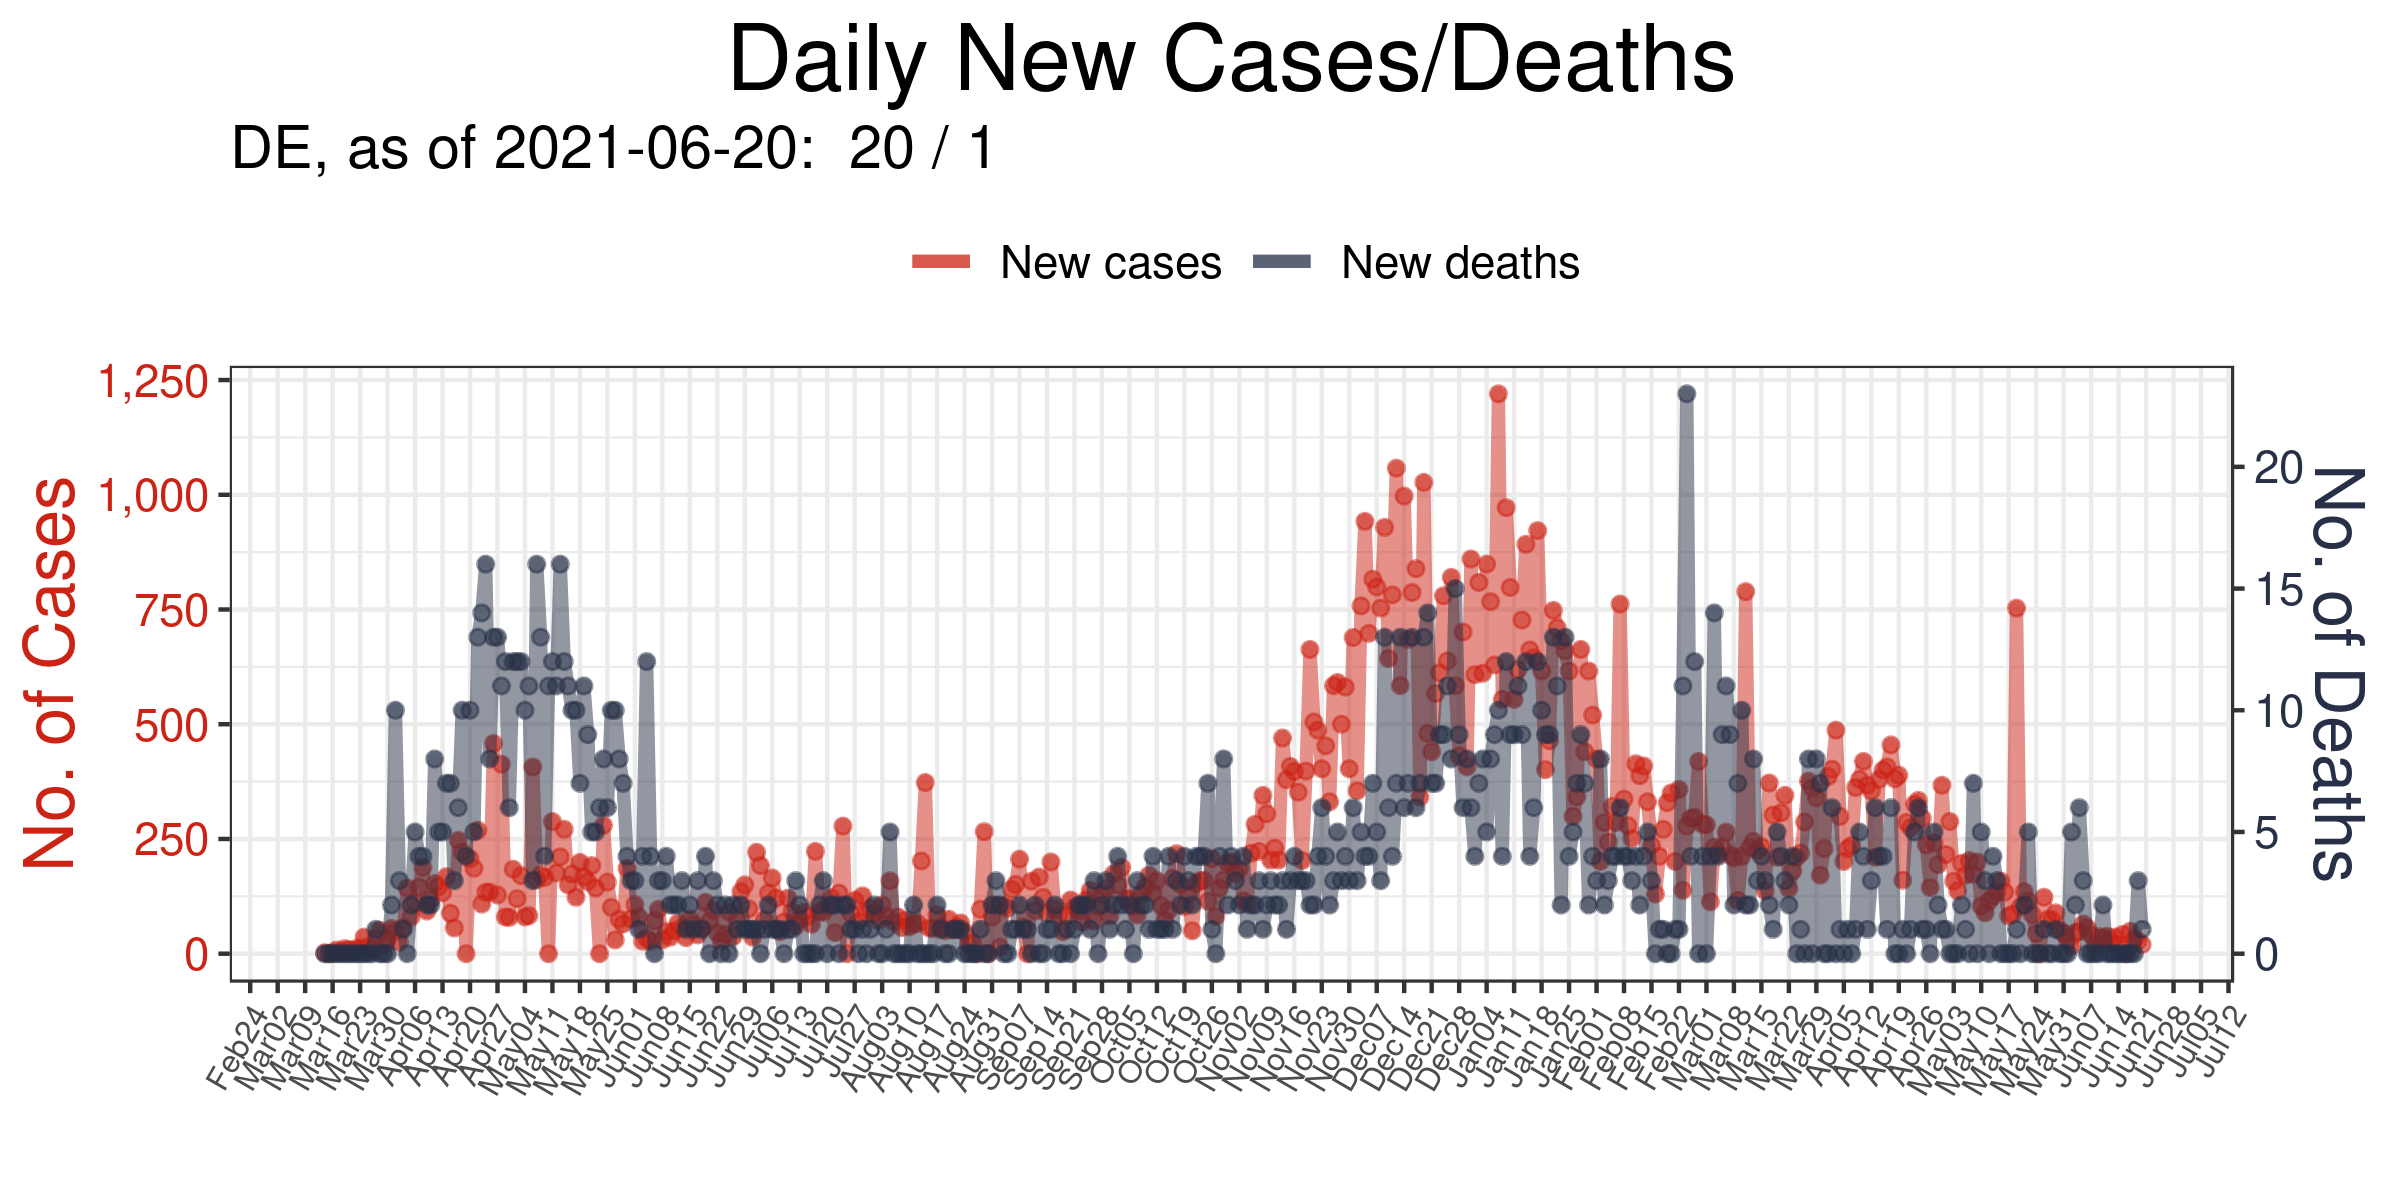 Daily New Cases/Deaths
DE, as of 2021-06-20: 20 / 1
New cases
New deaths
No. of Cases
1,250
1,000
750
500
250
0
20
15
10
5
0
No. of Deaths
Feb24
Mar02
Mar09
Mar16
Mar23
Mar30
Apr06
Apr13
Apr20
Apr27
May04
May11
May18
May25
Jun01
Jun08
Jun15
Jun22
Jun29
Jul06
Jul13
Jul20
Jul27
Aug03
Aug10
Aug17
Aug24
Aug31
Sep07
Sep14
Sep21
Sep28
Oct05
Oct12
Oct19
Oct26
Nov02
Nov09
Nov16
Nov23
Nov30
Dec07
Dec14
Dec21
Dec28
Jan04
Jan11
Jan18
Jan25
Feb01
Feb08
Feb15
Feb22
Mar01
Mar08
Mar15
Mar22
Mar29
Apr05
Apr12
Apr19
Apr26
May03
May10
May17
May24
May31
Jun07
Jun14
Jun21
Jun28
Jul05
Jul12